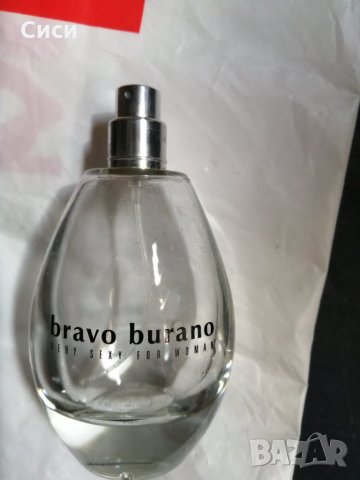 Сиси
bravo burano
VERY SEXY FOR WOMAN
BAZAR